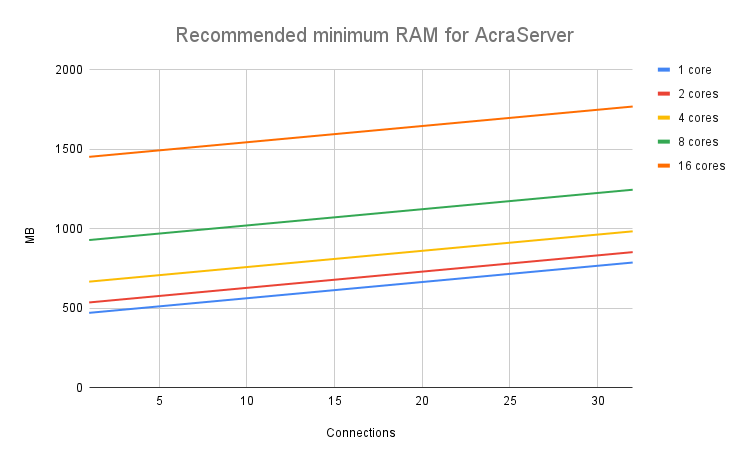 Recommended minimum RAM for AcraServer
2000
1500
1000
500
0
MB
5
10
15
20
25
30
Connections
1 core
2 cores
4 cores
8 cores
16 cores